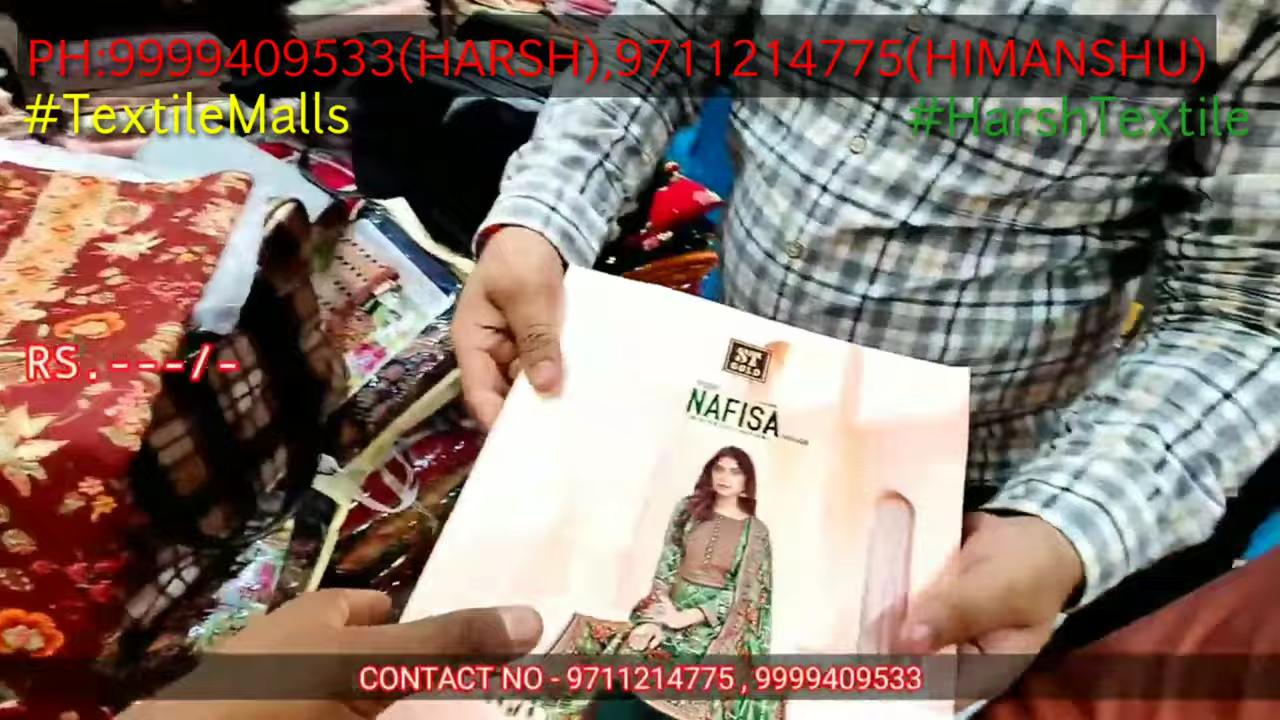 PH:9999409533(HARSH),9711214775(HIMANSHU)
#TextileMalls
#HarshTextile
RS.---/-
ST
GOLD
NAFISA
CONTACT NO - 9711214775 , 9999409533